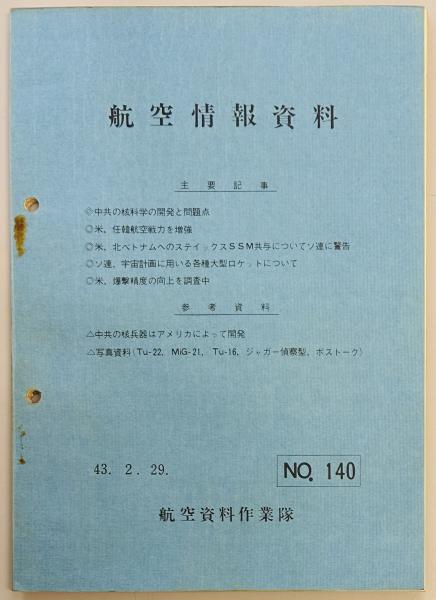 航空情報資料
主要記事
◎中共の核科学の開発と問題点
◎米、在韓航空戦力を増強
◎米、北ベトナムへのステイックスSSM共与についてソ連に警告
◎ソ連、宇宙計画に用いる各種大型ロケットについて
◎米、爆撃精度の向上を調査中
参考資料
△中共の核兵器はアメリカによって開発
△写真資料(Tu-22, MiG-21, Tu-16, ジャガー偵察型、ボストーク)
43. 2. 29.
NO. 140
航空資料作業隊